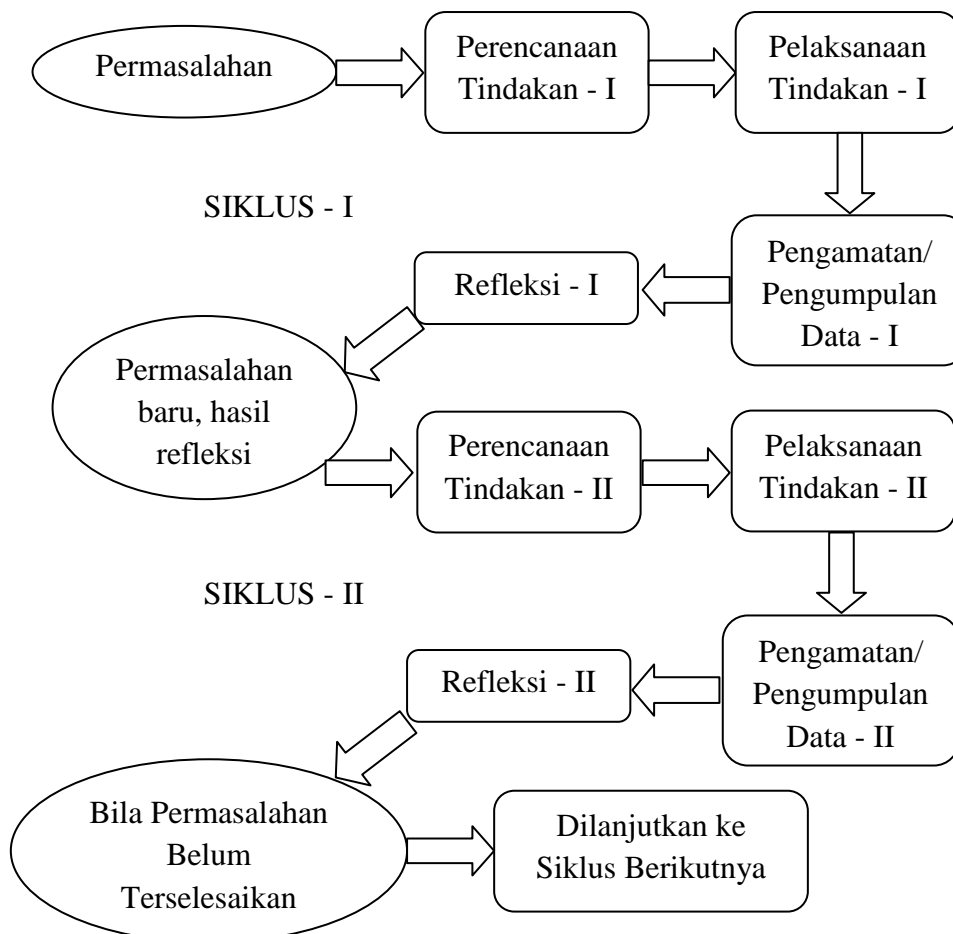 Permasalahan
Perencanaan
Tindakan - I
Pelaksanaan
Tindakan - I
SIKLUS - I
Pengamatan/
Pengumpulan
Data - I
Refleksi - I
Permasalahan
baru, hasil
refleksi
Perencanaan
Tindakan - II
Pelaksanaan
Tindakan - II
SIKLUS - II
Pengamatan/
Pengumpulan
Data - II
Refleksi - II
Bila Permasalahan
Belum
Terselesaikan
Dilanjutkan ke
Siklus Berikutnya